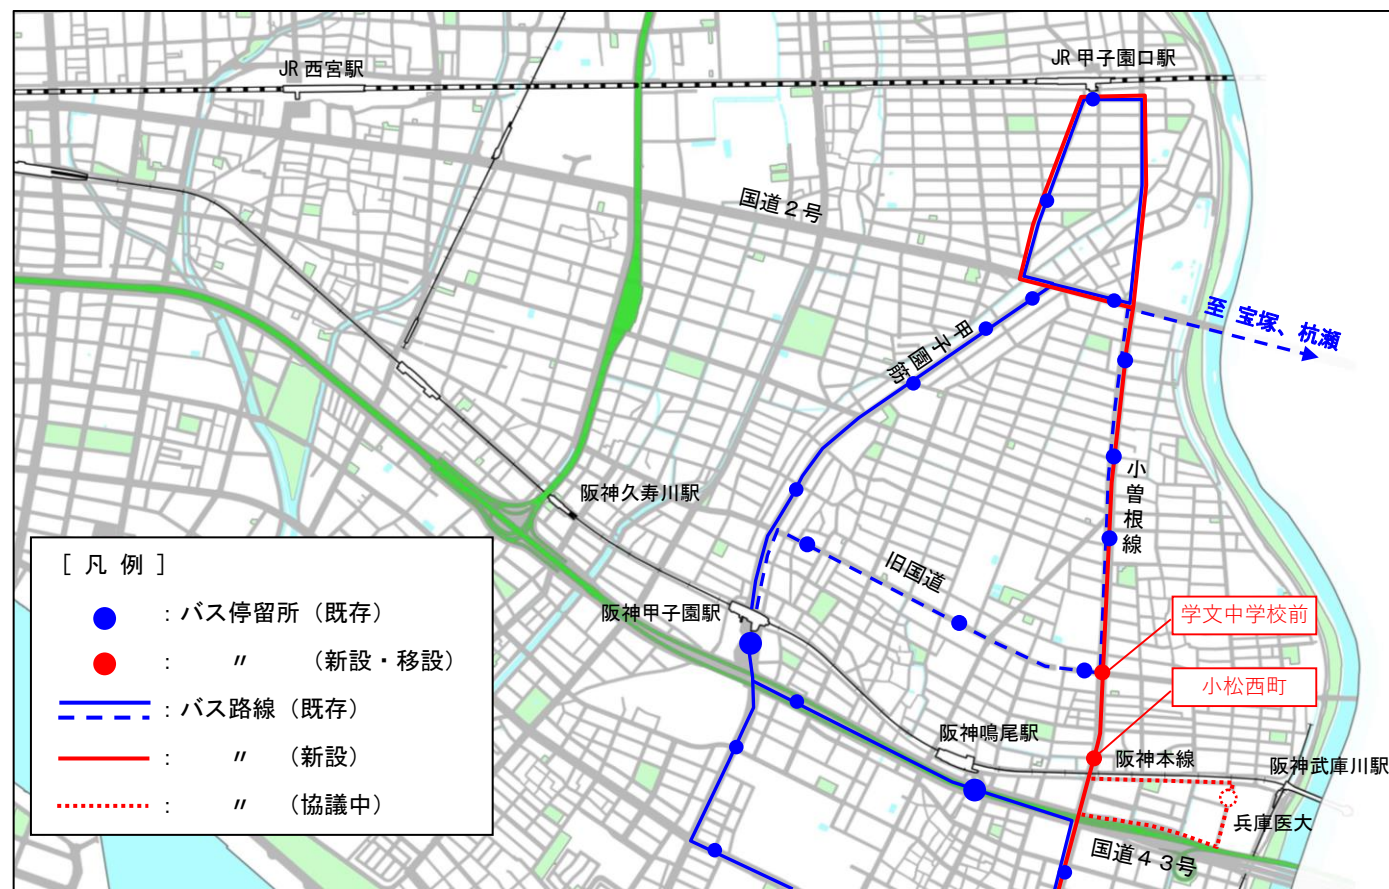 JR 西宮駅
JR 甲子園口駅
国道２号
至 宝塚、杭瀬
甲子園筋
小曽根線
阪神久寿川駅
旧国道
阪神甲子園駅
学文中学校前
小松西町
阪神鳴尾駅
阪神本線
阪神武庫川駅
兵庫医大
国道４３号
［ 凡 例 ］
：バス停留所（既存）
： 〃 （新設・移設）
：バス路線（既存）
： 〃 （新設）
： 〃 （協議中）